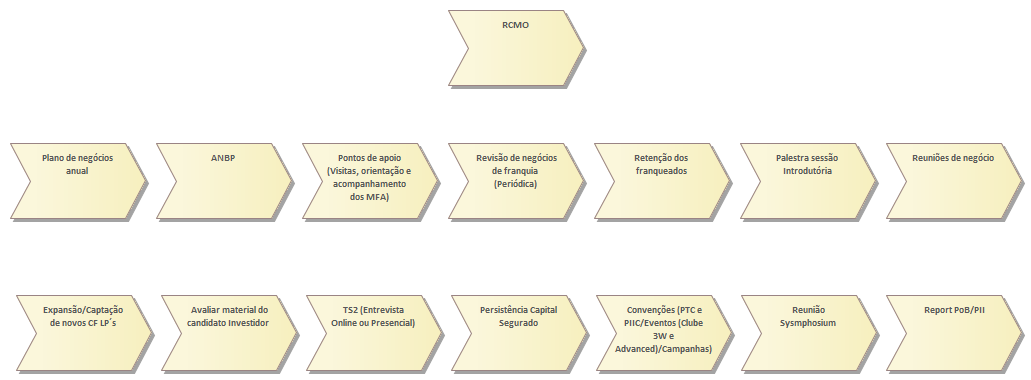 RCMO
Plano de negócios
anual
ANBP
Pontos de apoio
(Visitas, orientação e
acompanhamento
dos MFA)
Revisão de negócios
de franquia
(Periódica)
Retenção dos
franqueados
Palestra sessão
Introdutória
Reuniões de negócio
Expansão/Captação
de novos CF LP´s
Avaliar material do
candidato Investidor
TS2 (Entrevista
Online ou Presencial)
Persistência Capital
Segurado
Convenções (PTC e
PIIC/Eventos (Clube
3W e
Advanced)/Campanhas)
Reunião
Sysmphosium
Report PoB/PII